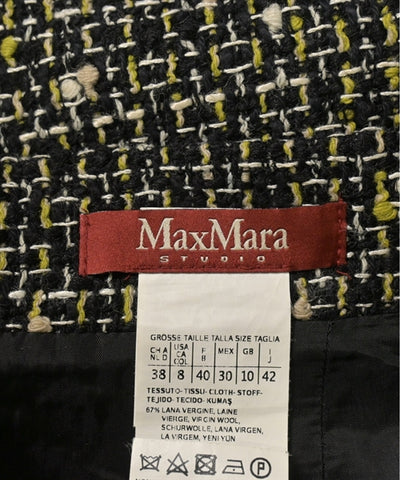 MaxMara
STUDIO
GROSSE TAILLE TALLA SIZE TAGLIA
CH A NL D USA CA COL F B MEX GB I J
38 8 40 30 10 42
TESSUTO-TISSU-CLOTH-STOFF-
TEJIDO-TECIDO-KUMAŞ
67% LANA VERGINE, LAINE
VIERGE, VIRGIN WOOL,
SCHURWOLLE, LANA VIRGEN,
LA VIRGEM, YENİ YÜN
P